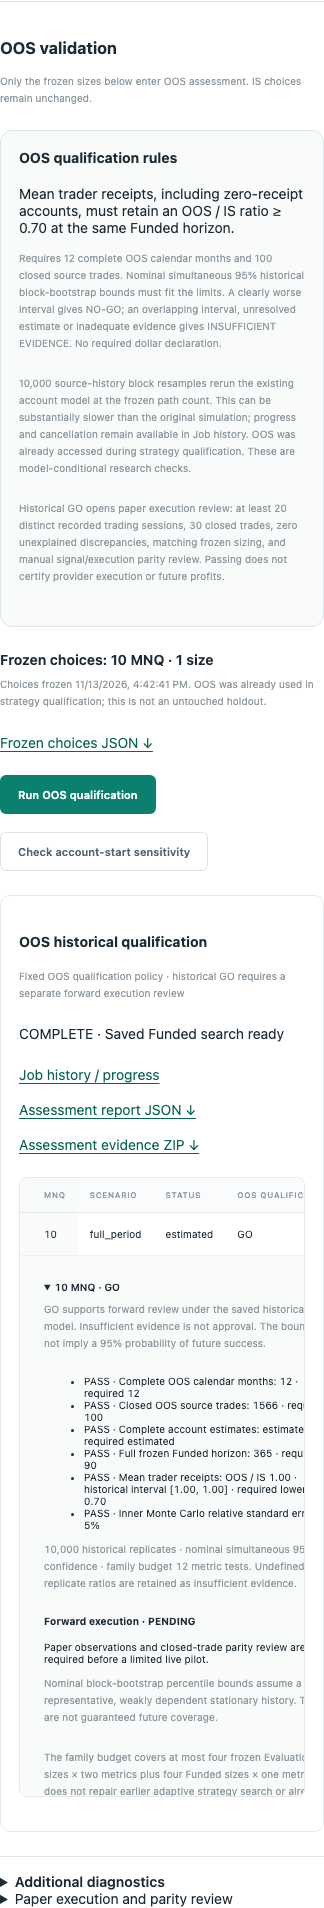 OOS validation
Only the frozen sizes below enter OOS assessment. IS choices
remain unchanged.
OOS qualification rules
Mean trader receipts, including zero-receipt
accounts, must retain an OOS / IS ratio ≥
0.70 at the same Funded horizon.
Requires 12 complete OOS calendar months and 100
closed source trades. Nominal simultaneous 95% historical
block-bootstrap bounds must fit the limits. A clearly worse
interval gives NO-GO; an overlapping interval, unresolved
estimate or inadequate evidence gives INSUFFICIENT
EVIDENCE. No required dollar declaration.
10,000 source-history block resamples rerun the existing
account model at the frozen path count. This can be
substantially slower than the original simulation; progress
and cancellation remain available in Job history. OOS was
already accessed during strategy qualification. These are
model-conditional research checks.
Historical GO opens paper execution review: at least 20
distinct recorded trading sessions, 30 closed trades, zero
unexplained discrepancies, matching frozen sizing, and
manual signal/execution parity review. Passing does not
certify provider execution or future profits.
Frozen choices: 10 MNQ · 1 size
Choices frozen 11/13/2026, 4:42:41 PM. OOS was already used in
strategy qualification; this is not an untouched holdout.
Frozen choices JSON ↓
Run OOS qualification
Check account-start sensitivity
OOS historical qualification
Fixed OOS qualification policy · historical GO requires a
separate forward execution review
COMPLETE · Saved Funded search ready
Job history / progress
Assessment report JSON ↓
Assessment evidence ZIP ↓
MNQ SCENARIO STATUS OOS QUALIFIC
10 full_period estimated GO
▼ 10 MNQ · GO
GO supports forward review under the saved historica
model. Insufficient evidence is not approval. The boun
not imply a 95% probability of future success.
• PASS · Complete OOS calendar months: 12 ·
required 12
• PASS · Closed OOS source trades: 1566 · requ
100
• PASS · Complete account estimates: estimate
required estimated
• PASS · Full frozen Funded horizon: 365 · requ
90
• PASS · Mean trader receipts: OOS / IS 1.00 ·
historical interval [1.00, 1.00] · required lower
0.70
• PASS · Inner Monte Carlo relative standard err
5%
10,000 historical replicates · nominal simultaneous 95
confidence · family budget 12 metric tests. Undefined
replicate ratios are retained as insufficient evidence.
Forward execution · PENDING
Paper observations and closed-trade parity review are
required before a limited live pilot.
Nominal block-bootstrap percentile bounds assume a
representative, weakly dependent stationary history. T
are not guaranteed future coverage.
The family budget covers at most four frozen Evaluatio
sizes × two metrics plus four Funded sizes × one metr
does not repair earlier adaptive strategy search or alre
▶ Additional diagnostics
▶ Paper execution and parity review